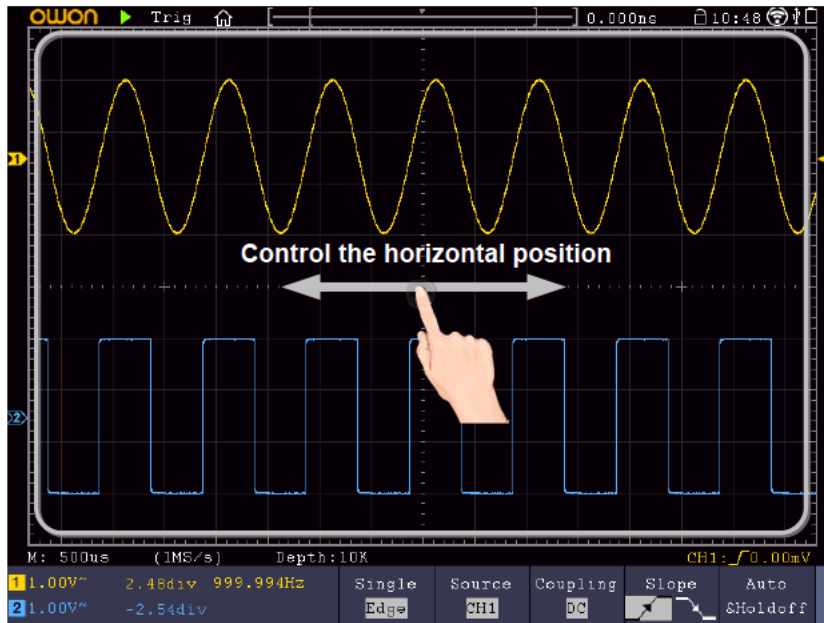 OWON Trig 0.000ns 10:48
1
Control the horizontal position
2
M: 500us (1MS/s) Depth:10K CH1: 0.00mV
1 1.00V~ 2.48div 999.994Hz Single Source Coupling Slope Auto
2 1.00V~ -2.54div Edge CH1 DC &Holdoff